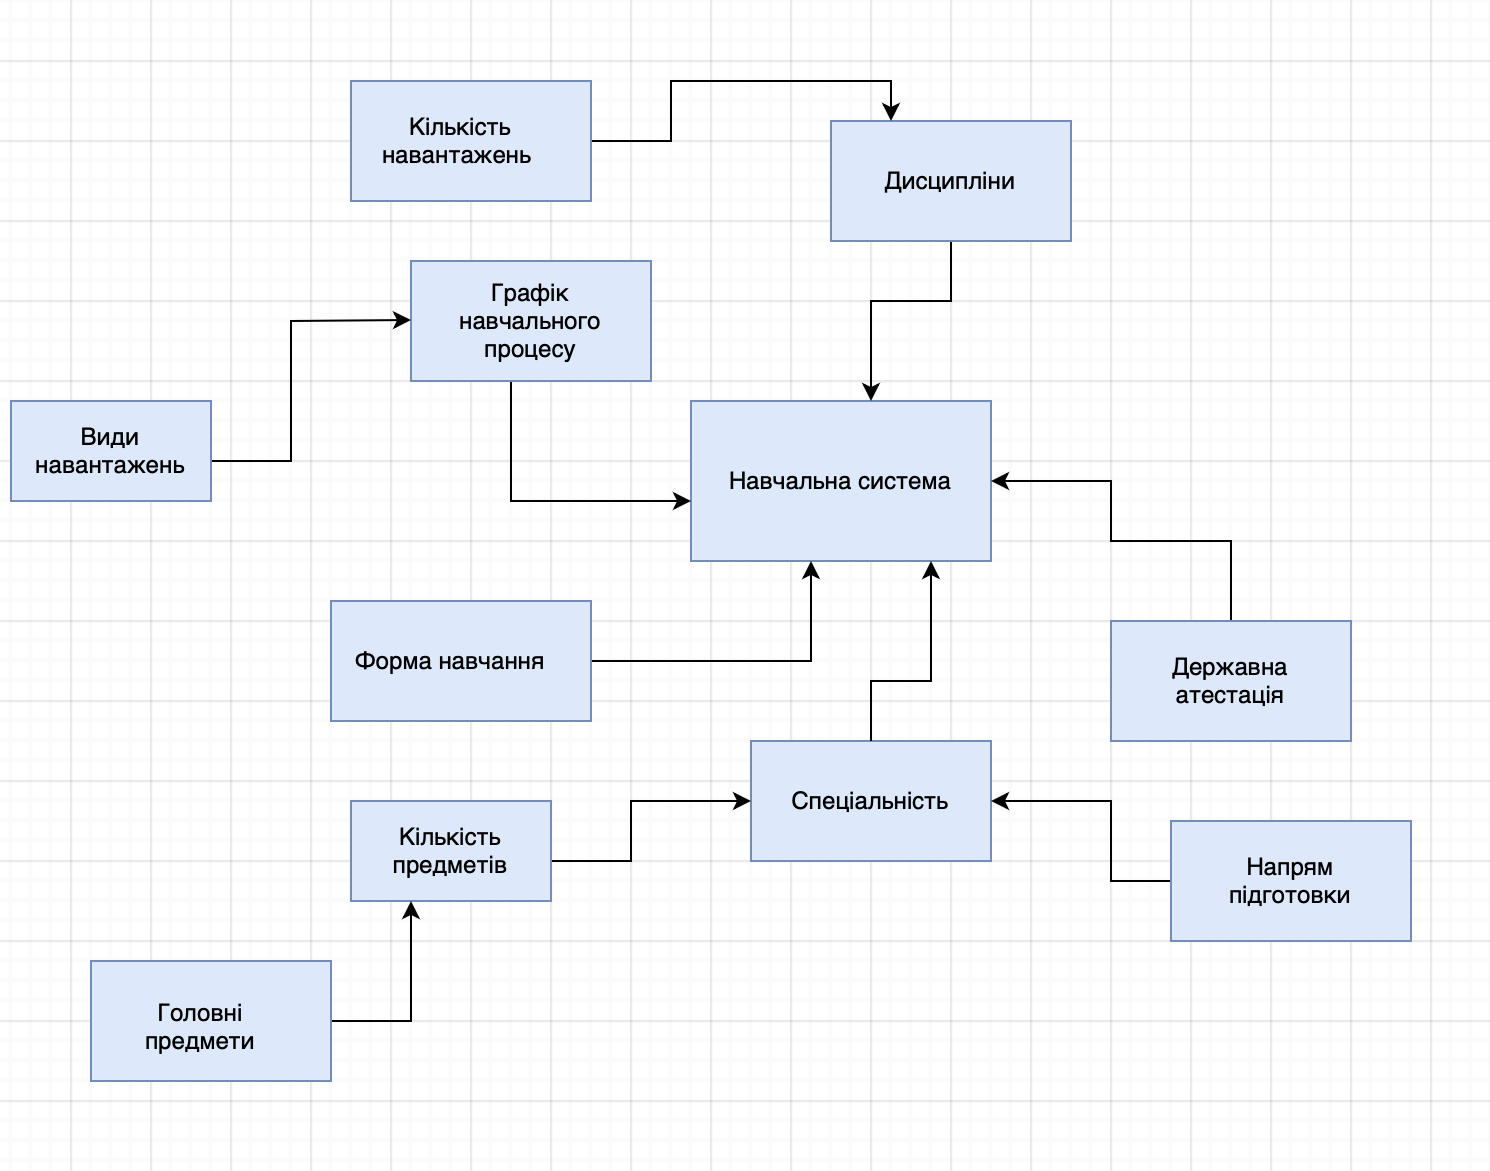 Кількість
навантажень
Дисципліни
Графік
навчального
процесу
Види
навантажень
Навчальна система
Форма навчання
Державна
атестація
Спеціальність
Кількість
предметів
Напрям
підготовки
Головні
предмети